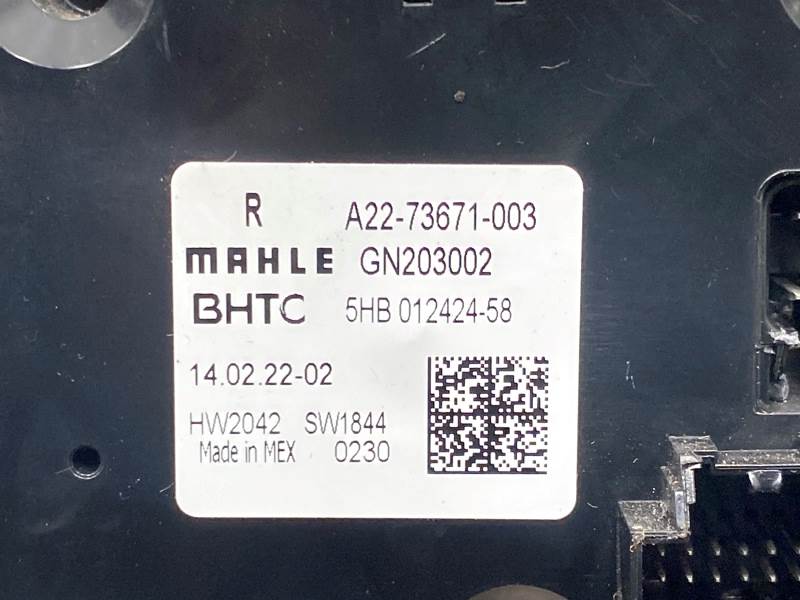 R A22-73671-003
MAHLE GN203002
BHTC 5HB 012424-58
14.02.22-02
HW2042 SW1844
Made in MEX 0230